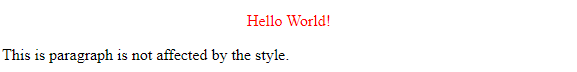 Hello World!
This is paragraph is not affected by the style.